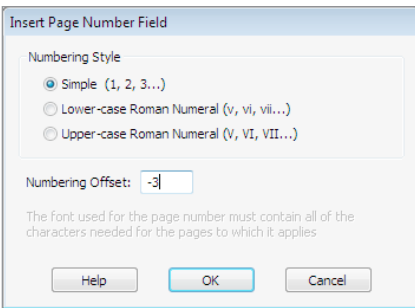 Insert Page Number Field
Numbering Style
Simple (1, 2, 3...)
Lower-case Roman Numeral (v, vi, vii...)
Upper-case Roman Numeral (V, VI, VII...)
Numbering Offset: -3
The font used for the page number must contain all of the
characters needed for the pages to which it applies
Help OK Cancel